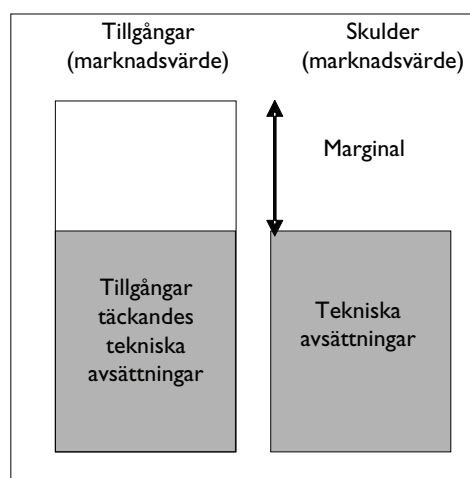 Tillgångar
(marknadsvärde)
Skulder
(marknadsvärde)
Marginal
Tillgångar
täckandes
tekniska
avsättningar
Tekniska
avsättningar